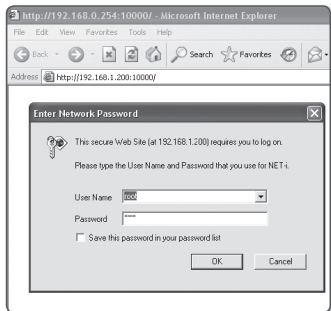 http://192.168.0.254:10000/ - Microsoft Internet Explorer
File Edit View Favorites Tools Help
Back Search Favorites
Address http://192.168.1.200:10000/
Enter Network Password
This secure Web Site (at 192.168.1.200) requires you to log on.
Please type the User Name and Password that you use for NET-i.
User Name root
Password ****
Save this password in your password list
OK Cancel